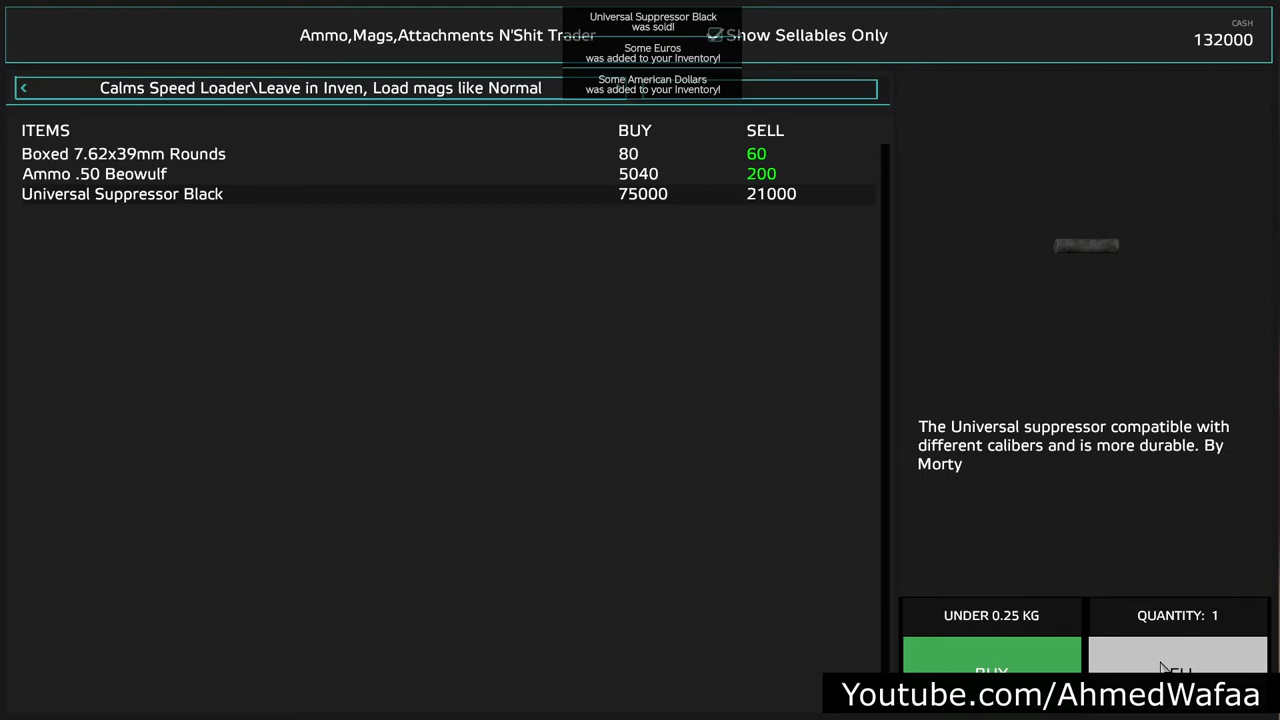 Universal Suppressor Black
was sold!
Ammo,Mags,Attachments N'Shit Trader
Show Sellables Only
CASH
132000
Some Euros
was added to your Inventory!
Some American Dollars
was added to your Inventory!
< Calms Speed Loader\Leave in Inven, Load mags like Normal
ITEMS BUY SELL
Boxed 7.62x39mm Rounds 80 60
Ammo .50 Beowulf 5040 200
Universal Suppressor Black 75000 21000
The Universal suppressor compatible with
different calibers and is more durable. By
Morty
UNDER 0.25 KG
QUANTITY: 1
BUY
Youtube.com/AhmedWafaa